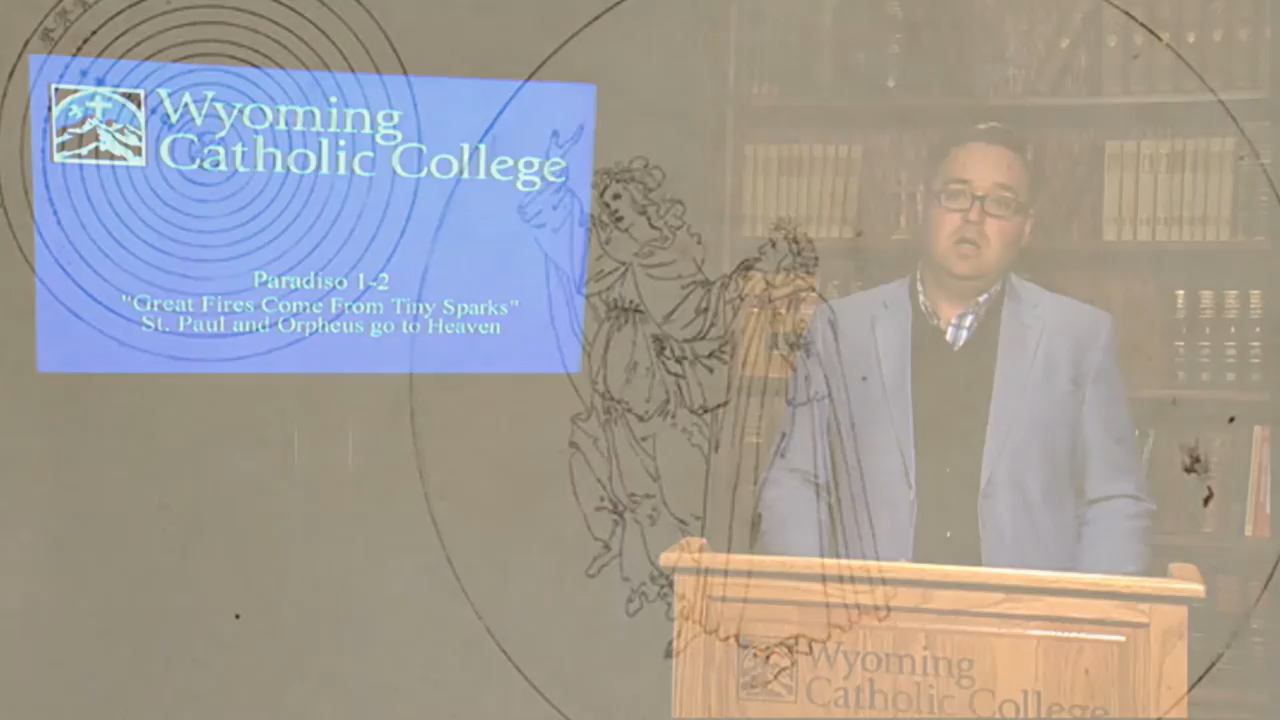 Wyoming
Catholic College
Paradiso 1-2
"Great Fires Come From Tiny Sparks"
St. Paul and Orpheus go to Heaven
Wyoming
Catholic College